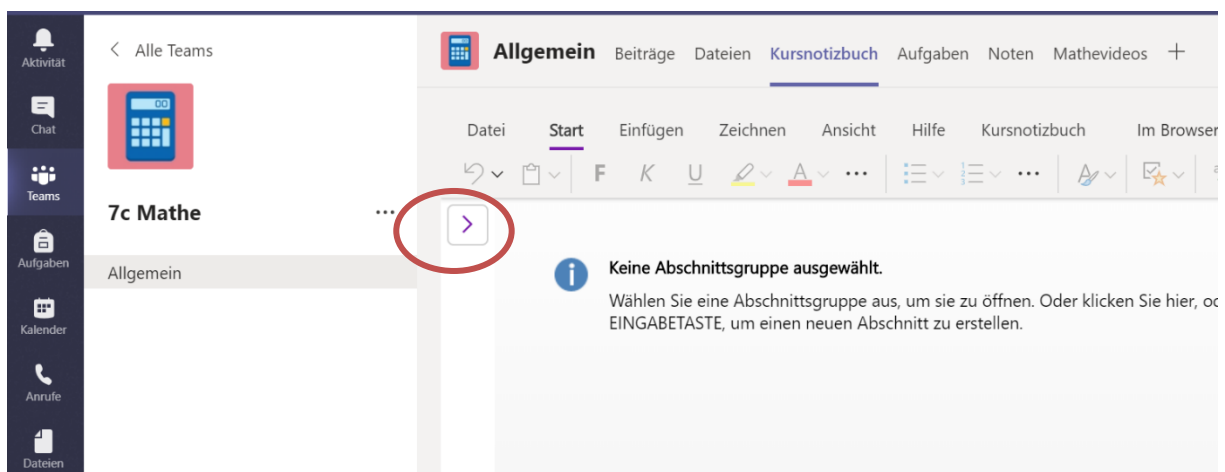 Aktivität
Chat
Teams
Aufgaben
Kalender
Anrufe
Dateien
Alle Teams
7c Mathe
Allgemein
Allgemein Beiträge Dateien Kursnotizbuch Aufgaben Noten Mathevideos +
Datei Start Einfügen Zeichnen Ansicht Hilfe Kursnotizbuch Im Browser
F K U A
Keine Abschnittsgruppe ausgewählt.
Wählen Sie eine Abschnittsgruppe aus, um sie zu öffnen. Oder klicken Sie hier,
EINGABETASTE, um einen neuen Abschnitt zu erstellen.